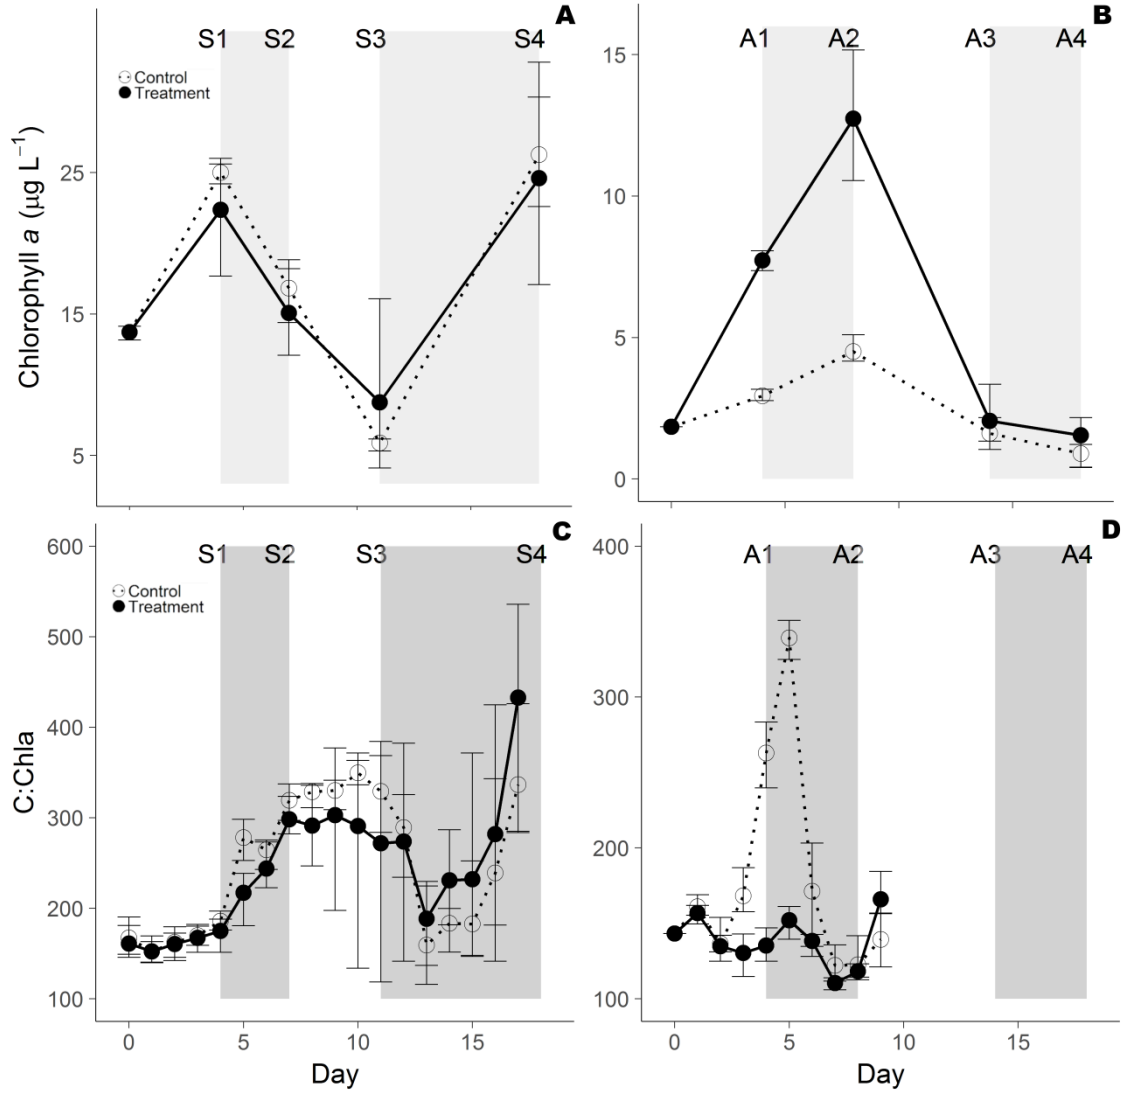 A
S1 S2 S3 S4
Control
Treatment
25
15
5
Chlorophyll a (µg L−1)
B
A1 A2 A3 A4
15
10
5
0
C
S1 S2 S3 S4
Control
Treatment
600
500
400
300
200
100
C:Chla
0 5 10 15
Day
D
A1 A2 A3 A4
400
300
200
100
0 5 10 15
Day